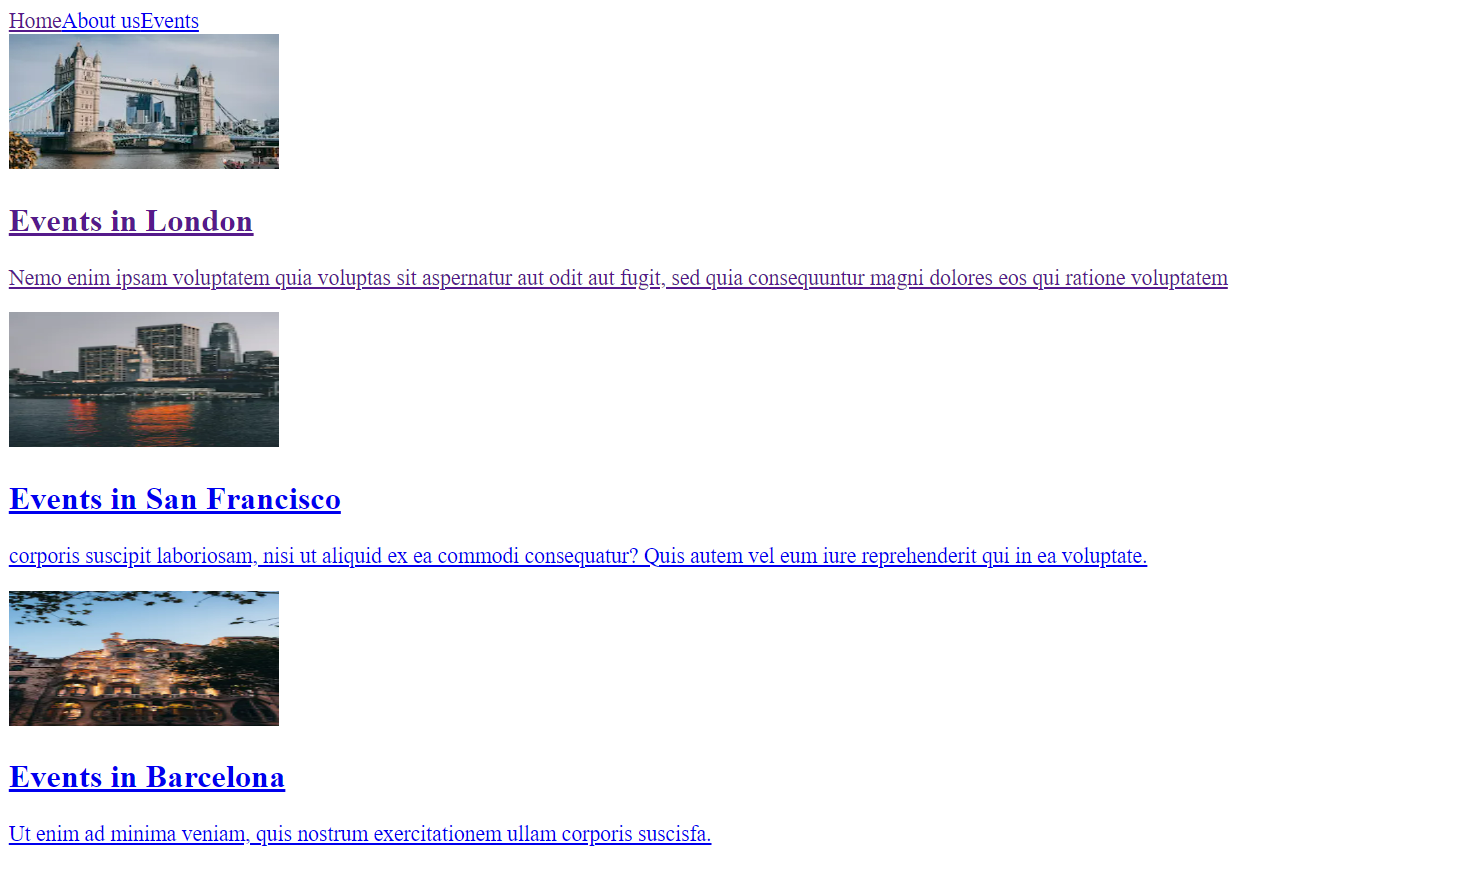 HomeAbout usEvents
Events in London
Nemo enim ipsam voluptatem quia voluptas sit aspernatur aut odit aut fugit, sed quia consequuntur magni dolores eos qui ratione voluptatem
Events in San Francisco
corporis suscipit laboriosam, nisi ut aliquid ex ea commodi consequatur? Quis autem vel eum iure reprehenderit qui in ea voluptate.
Events in Barcelona
Ut enim ad minima veniam, quis nostrum exercitationem ullam corporis suscisfa.